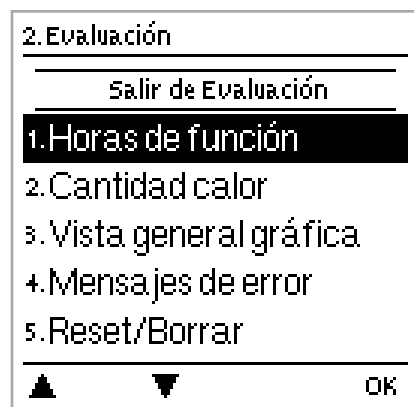 2.Evaluación
Salir de Evaluación
1.Horas de función
2.Cantidad calor
3.Vista general gráfica
4.Mensajes de error
5.Reset/Borrar
▲ ▼ OK